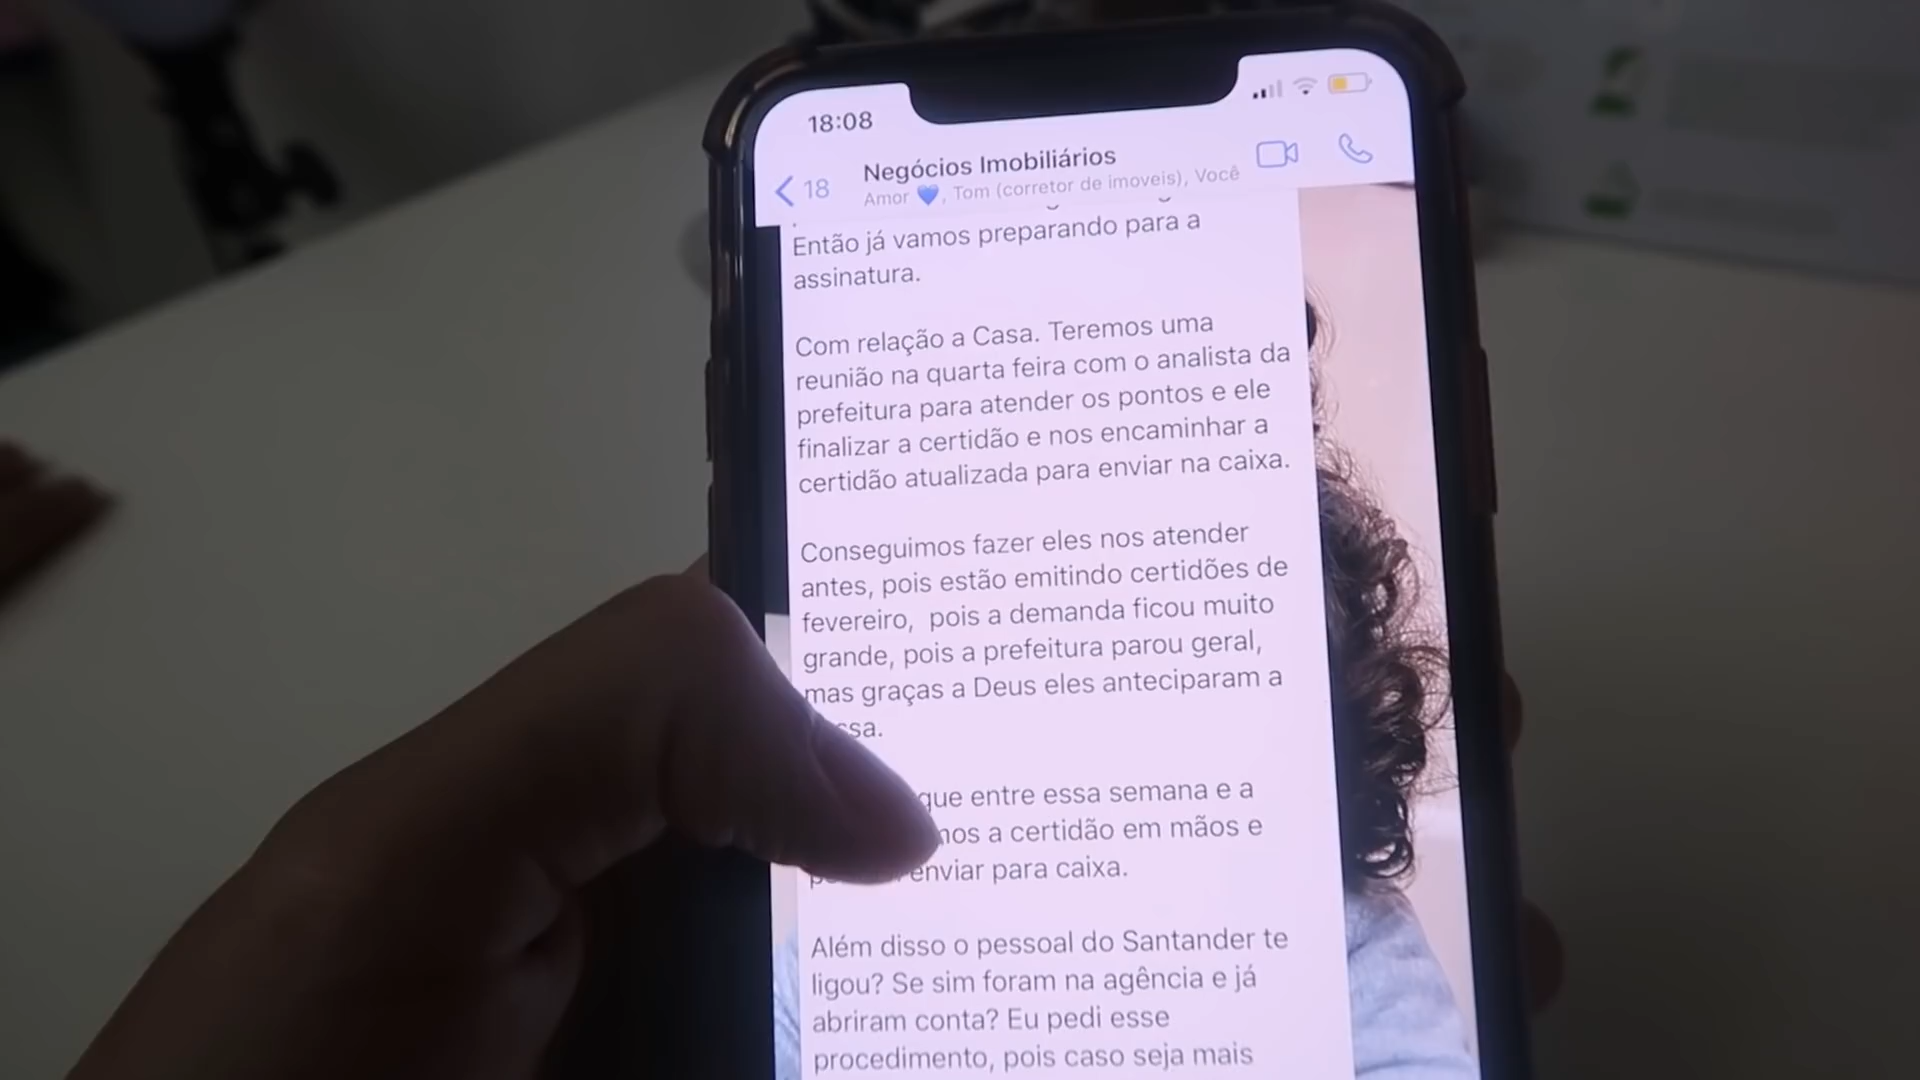 18:08
18
Negócios Imobiliários
Amor 💙, Tom (corretor de imoveis), Você
Então já vamos preparando para a
assinatura.
Com relação a Casa. Teremos uma
reunião na quarta feira com o analista da
prefeitura para atender os pontos e ele
finalizar a certidão e nos encaminhar a
certidão atualizada para enviar na caixa.
Conseguimos fazer eles nos atender
antes, pois estão emitindo certidões de
fevereiro, pois a demanda ficou muito
grande, pois a prefeitura parou geral,
mas graças a Deus eles anteciparam a
que entre essa semana e a
a certidão em mãos e
enviar para caixa.
Além disso o pessoal do Santander te
ligou? Se sim foram na agência e já
abriram conta? Eu pedi esse
procedimento, pois caso seja mais